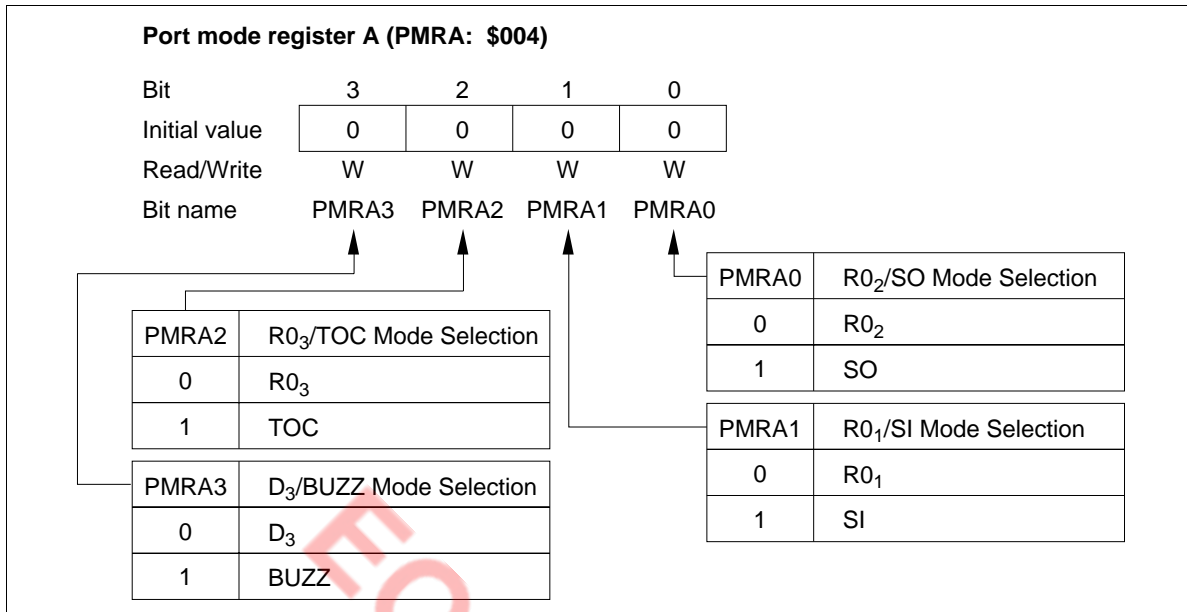 Port mode register A (PMRA: $004)
Bit 3 2 1 0
Initial value 0 0 0 0
Read/Write W W W W
Bit name PMRA3 PMRA2 PMRA1 PMRA0
PMRA0 R0₂/SO Mode Selection
0 R0₂
1 SO
PMRA2 R0₃/TOC Mode Selection
0 R0₃
1 TOC
PMRA1 R0₁/SI Mode Selection
0 R0₁
1 SI
PMRA3 D₃/BUZZ Mode Selection
0 D₃
1 BUZZ